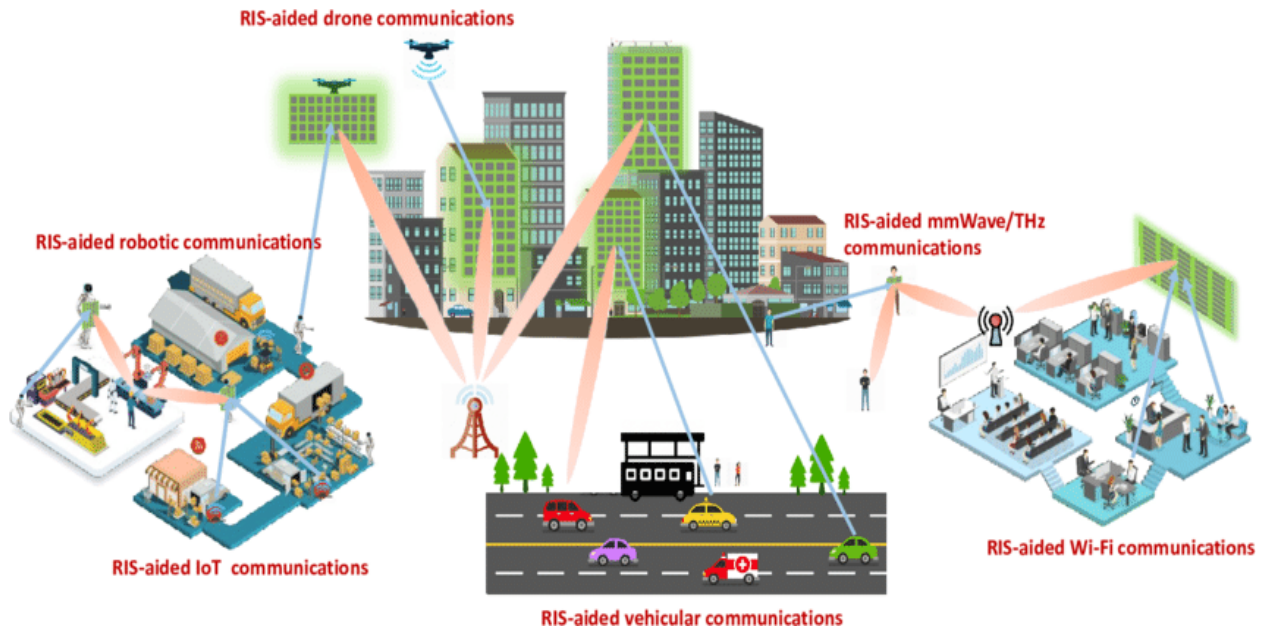 RIS-aided drone communications
RIS-aided robotic communications
RIS-aided mmWave/THz
communications
RIS-aided Wi-Fi communications
RIS-aided IoT  communications
RIS-aided vehicular communications